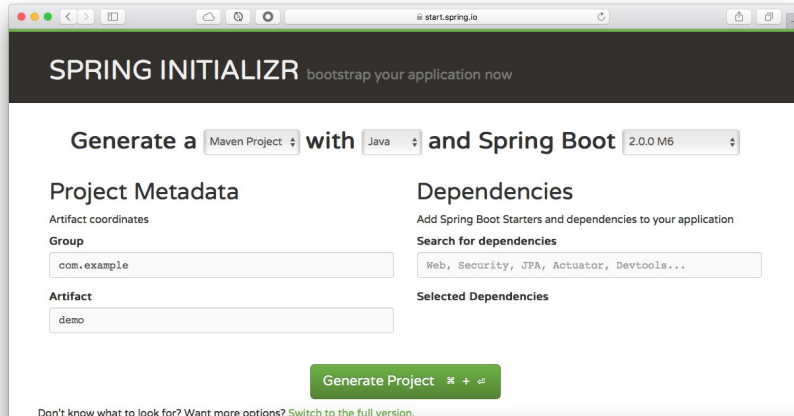 start.spring.io
SPRING INITIALIZR bootstrap your application now
Generate a Maven Project with Java and Spring Boot 2.0.0 M6
Project Metadata
Artifact coordinates
Group
com.example
Artifact
demo
Dependencies
Add Spring Boot Starters and dependencies to your application
Search for dependencies
Web, Security, JPA, Actuator, Devtools...
Selected Dependencies
Generate Project ⌘ + ⏎
Don't know what to look for? Want more options? Switch to the full version.